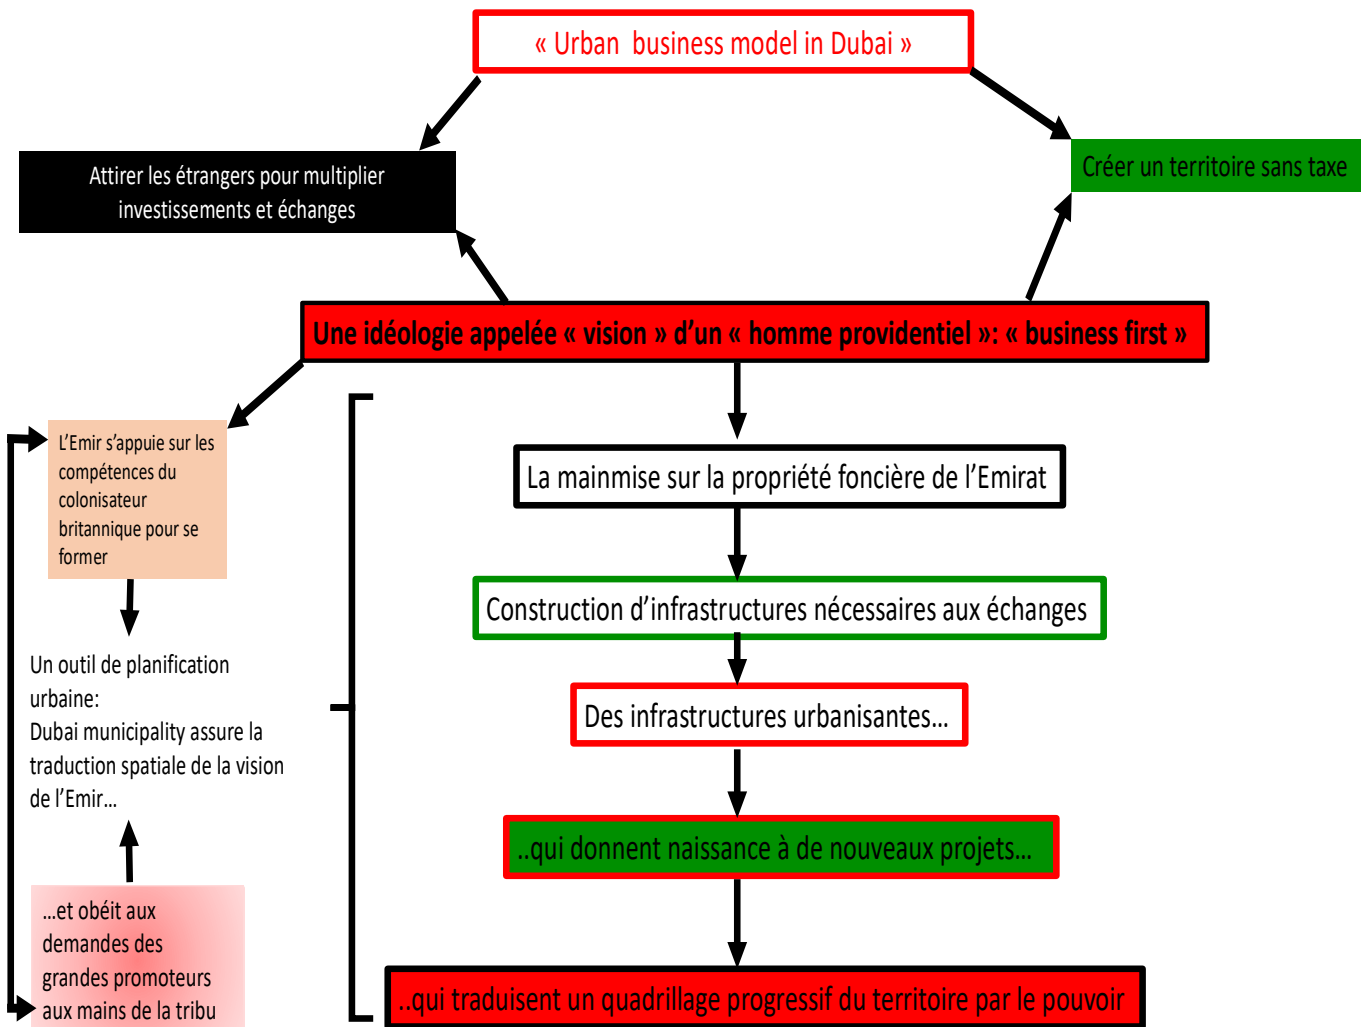 « Urban  business model in Dubai »
Attirer les étrangers pour multiplier
investissements et échanges
Créer un territoire sans taxe
Une idéologie appelée « vision » d’un « homme providentiel »: « business first »
L’Emir s’appuie sur les
compétences du
colonisateur
britannique pour se
former
La mainmise sur la propriété foncière de l’Emirat
Construction d’infrastructures nécessaires aux échanges
Un outil de planification
urbaine:
Dubai municipality assure la
traduction spatiale de la vision
de l’Emir…
Des infrastructures urbanisantes…
..qui donnent naissance à de nouveaux projets…
…et obéit aux
demandes des
grandes promoteurs
aux mains de la tribu
..qui traduisent un quadrillage progressif du territoire par le pouvoir